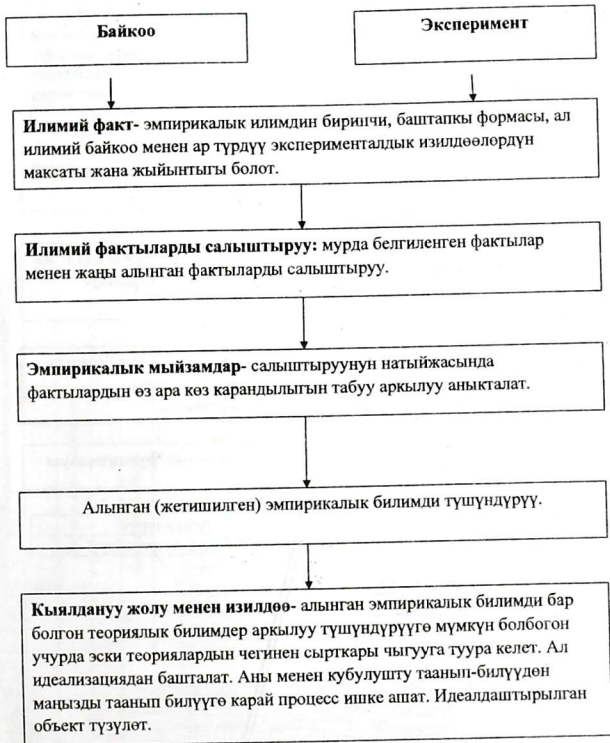 Байкоо
Эксперимент
Илимий факт- эмпирикалык илимдин биринчи, баштапкы формасы, ал
илимий байкоо менен ар түрдүү эксперименталдык изилдөөлөрдүн
максаты жана жыйынтыгы болот.
Илимий фактыларды салыштыруу: мурда белгиленген фактылар
менен жаңы алынган фактыларды салыштыруу.
Эмпирикалык мыйзамдар- салыштыруунун натыйжасында
фактылардын өз ара көз карандылыгын табуу аркылуу аныкталат.
Алынган (жетишилген) эмпирикалык билимди түшүндүрүү.
Кыялдануу жолу менен изилдөө- алынган эмпирикалык билимди бар
болгон теориялык билимдер аркылуу түшүндүрүүгө мүмкүн болбогон
учурда эски теориялардын чегинен сырткары чыгууга туура келет. Ал
идеализациядан башталат. Аны менен кубулушту таанып-билүүдөн
маңызды таанып билүүгө карай процесс ишке ашат. Идеалдаштырылган
объект түзүлөт.